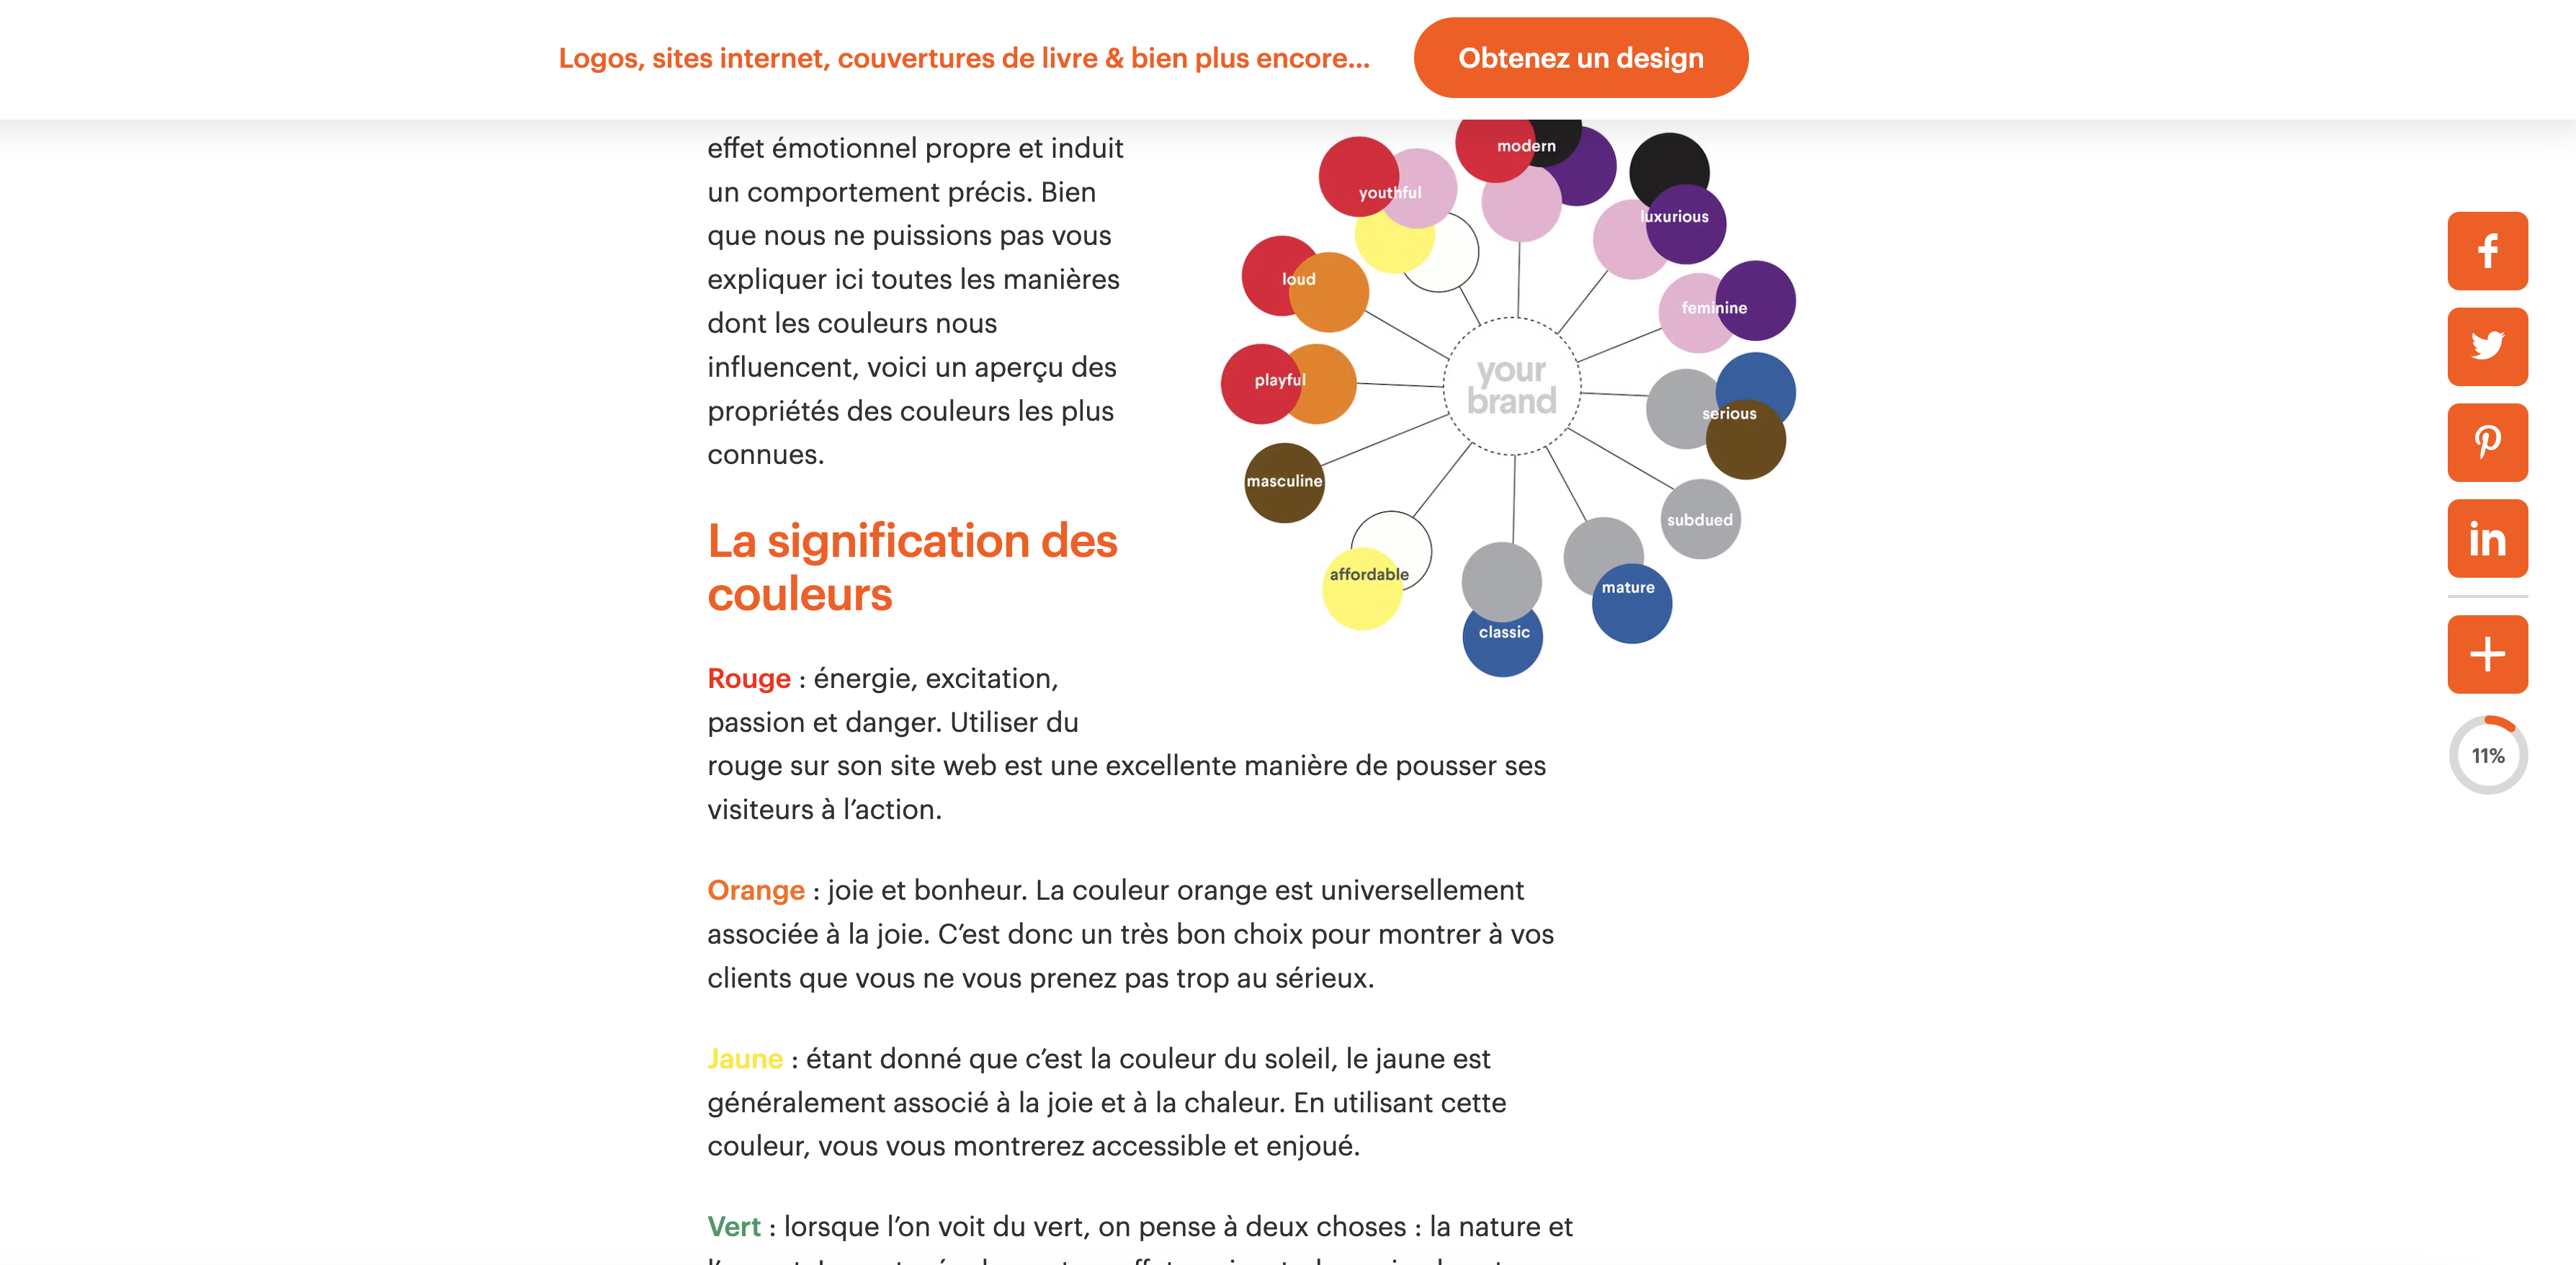 Logos, sites internet, couvertures de livre & bien plus encore...
Obtenez un design
effet émotionnel propre et induit
un comportement précis. Bien
que nous ne puissions pas vous
expliquer ici toutes les manières
dont les couleurs nous
influencent, voici un aperçu des
propriétés des couleurs les plus
connues.
modern
youthful
luxurious
loud
feminine
playful
your
brand
serious
masculine
subdued
affordable
mature
classic
La signification des
couleurs
Rouge : énergie, excitation,
passion et danger. Utiliser du
rouge sur son site web est une excellente manière de pousser ses
visiteurs à l’action.
Orange : joie et bonheur. La couleur orange est universellement
associée à la joie. C’est donc un très bon choix pour montrer à vos
clients que vous ne vous prenez pas trop au sérieux.
Jaune : étant donné que c’est la couleur du soleil, le jaune est
généralement associé à la joie et à la chaleur. En utilisant cette
couleur, vous vous montrerez accessible et enjoué.
Vert : lorsque l’on voit du vert, on pense à deux choses : la nature et
11%